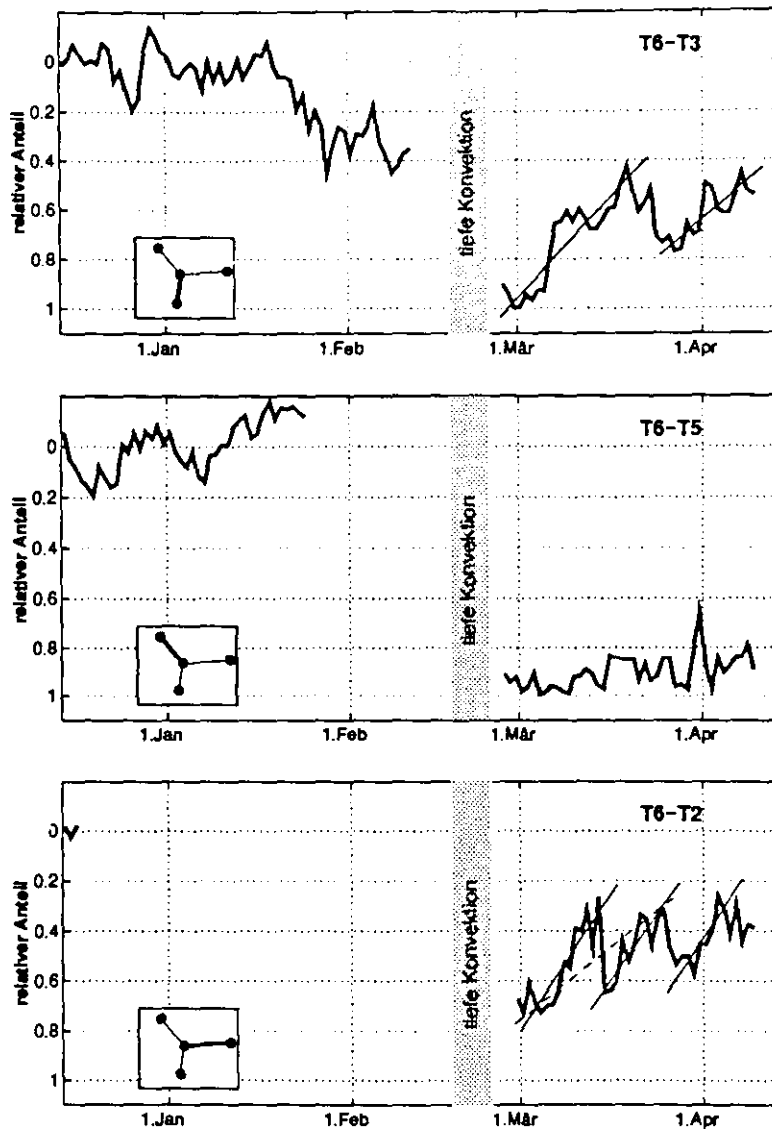 T6-T3
relativer Anteil
0
0.2
0.4
0.6
0.8
1
tiefe Konvektion
1.Jan
1.Feb
1.Mär
1.Apr
T6-T5
relativer Anteil
0
0.2
0.4
0.6
0.8
1
tiefe Konvektion
1.Jan
1.Feb
1.Mär
1.Apr
T6-T2
relativer Anteil
0
0.2
0.4
0.6
0.8
1
tiefe Konvektion
1.Jan
1.Feb
1.Mär
1.Apr